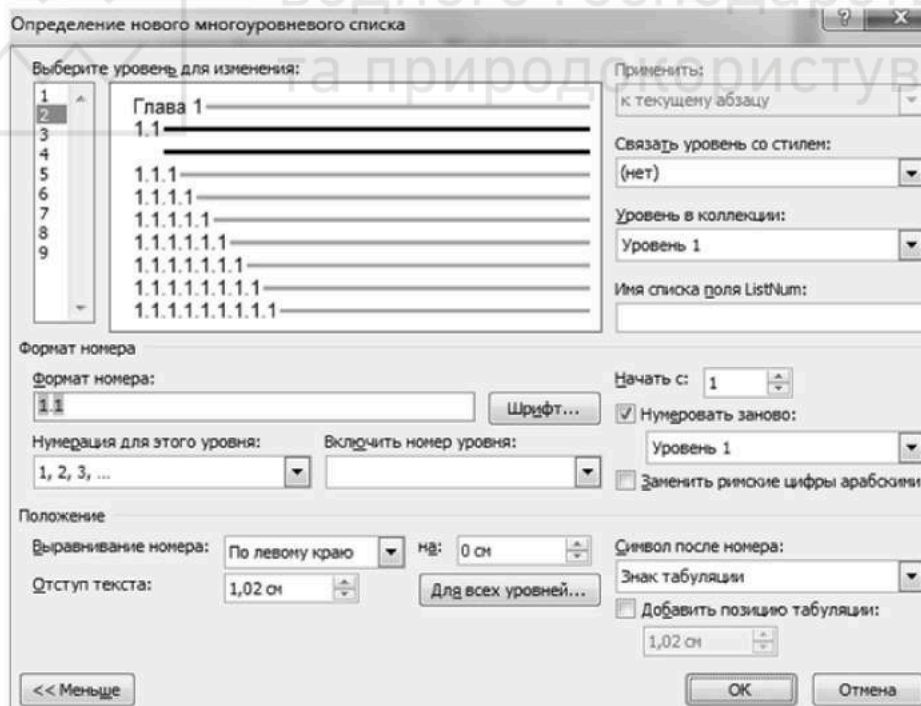 водного господарс
та природокористув
Определение нового многоуровневого списка
Выберите уровень для изменения:
1
2
3
4
5
6
7
8
9
Глава 1
1.1
1.1.1
1.1.1.1
1.1.1.1.1
1.1.1.1.1.1
1.1.1.1.1.1.1
1.1.1.1.1.1.1.1
1.1.1.1.1.1.1.1.1
Применить:
к текущему абзацу
Связать уровень со стилем:
(нет)
Уровень в коллекции:
Уровень 1
Имя списка поля ListNum:
Формат номера
Формат номера:
1.1
Шрифт...
Начать с: 1
Нумеровать заново:
Уровень 1
Нумерация для этого уровня:
1, 2, 3, ...
Включить номер уровня:
Заменить римские цифры арабскими
Положение
Выравнивание номера: По левому краю на: 0 см
Отступ текста: 1,02 см Для всех уровней...
Символ после номера:
Знак табуляции
Добавить позицию табуляции:
1,02 см
<< Меньше
ОК
Отмена